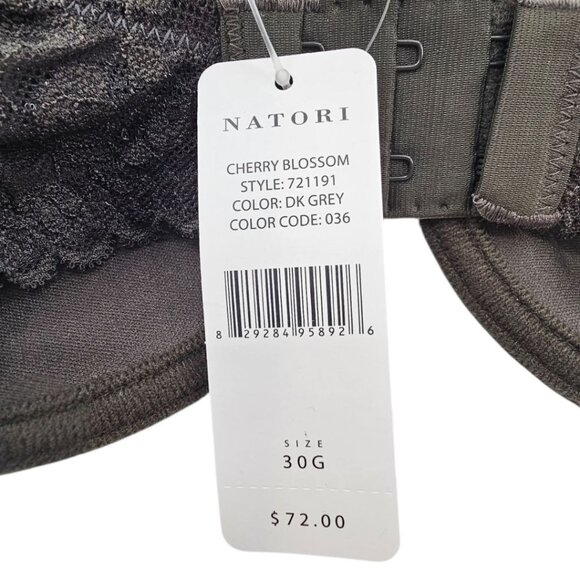 NATORI
CHERRY BLOSSOM
STYLE: 721191
COLOR: DK GREY
COLOR CODE: 036
8 29284 95892 6
SIZE
30G
$72.00